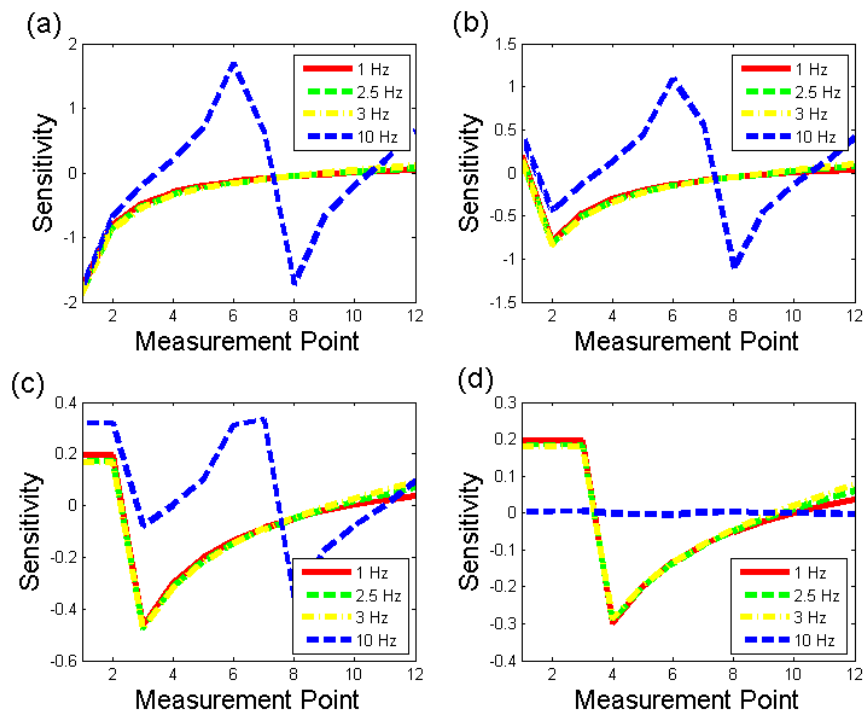 (a)
2
1
0
-1
-2
2
4
6
8
10
12
Sensitivity
Measurement Point
1 Hz
2.5 Hz
3 Hz
10 Hz
(b)
1.5
1
0.5
0
-0.5
-1
-1.5
2
4
6
8
10
12
Sensitivity
Measurement Point
1 Hz
2.5 Hz
3 Hz
10 Hz
(c)
0.4
0.2
0
-0.2
-0.4
-0.6
2
4
6
8
10
12
Sensitivity
Measurement Point
1 Hz
2.5 Hz
3 Hz
10 Hz
(d)
0.3
0.2
0.1
0
-0.1
-0.2
-0.3
-0.4
2
4
6
8
10
12
Sensitivity
Measurement Point
1 Hz
2.5 Hz
3 Hz
10 Hz